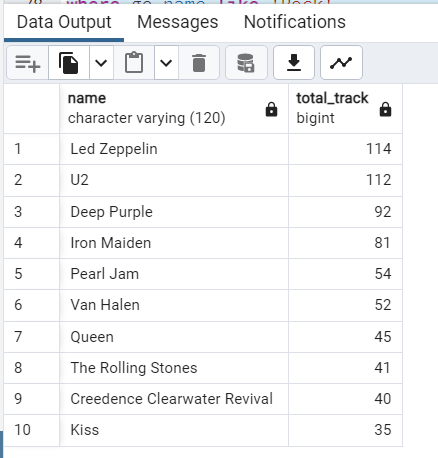 where ge.name like 'Rock'
Data Output Messages Notifications
name total_track
character varying (120) bigint
1 Led Zeppelin 114
2 U2 112
3 Deep Purple 92
4 Iron Maiden 81
5 Pearl Jam 54
6 Van Halen 52
7 Queen 45
8 The Rolling Stones 41
9 Creedence Clearwater Revival 40
10 Kiss 35